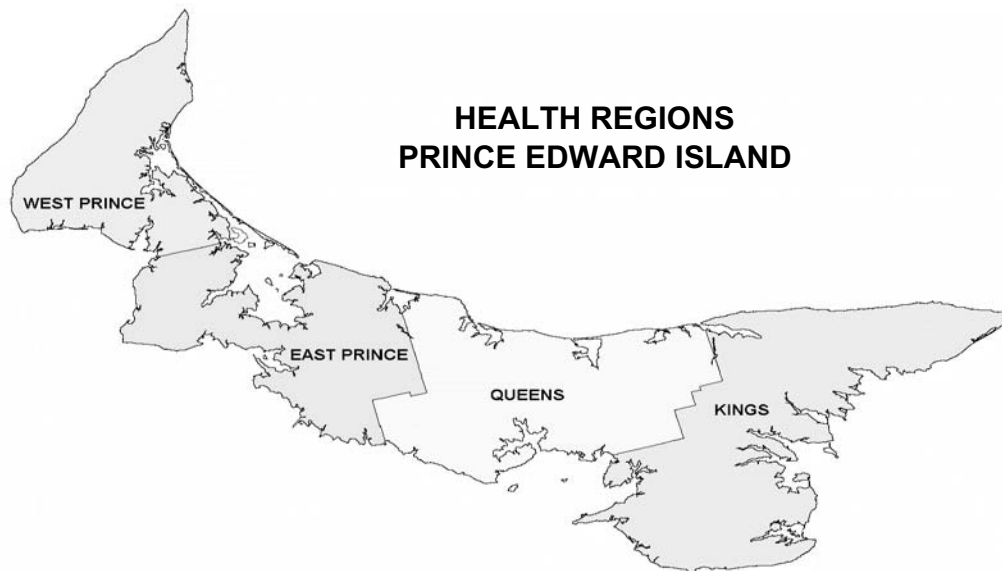 HEALTH REGIONS
PRINCE EDWARD ISLAND
WEST PRINCE
EAST PRINCE
QUEENS
KINGS